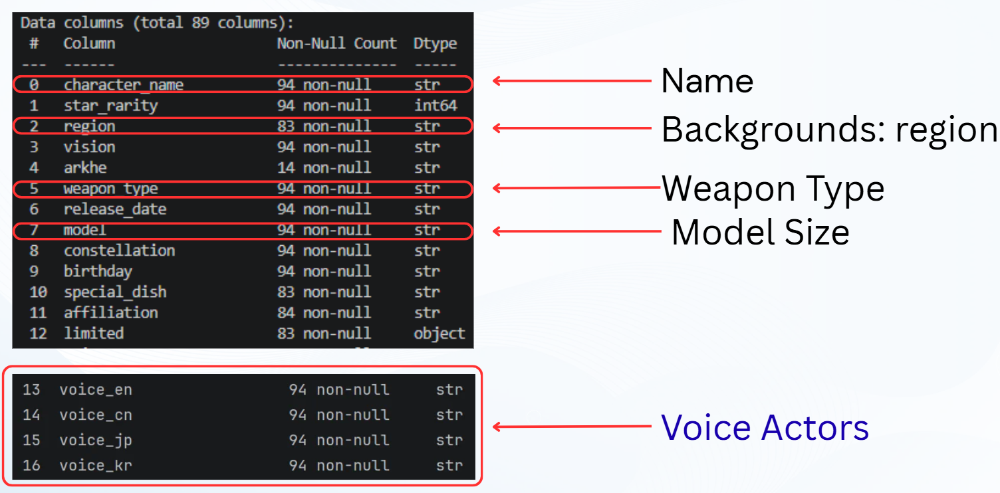 Data columns (total 89 columns):
# Column Non-Null Count Dtype
--- ------ -------------- -----
0 character_name 94 non-null str
1 star_rarity 94 non-null int64
2 region 83 non-null str
3 vision 94 non-null str
4 arkhe 14 non-null str
5 weapon_type 94 non-null str
6 release_date 94 non-null str
7 model 94 non-null str
8 constellation 94 non-null str
9 birthday 94 non-null str
10 special_dish 83 non-null str
11 affiliation 84 non-null str
12 limited 83 non-null object
13 voice_en 94 non-null str
14 voice_cn 94 non-null str
15 voice_jp 94 non-null str
16 voice_kr 94 non-null str
Name
Backgrounds: region
Weapon Type
Model Size
Voice Actors